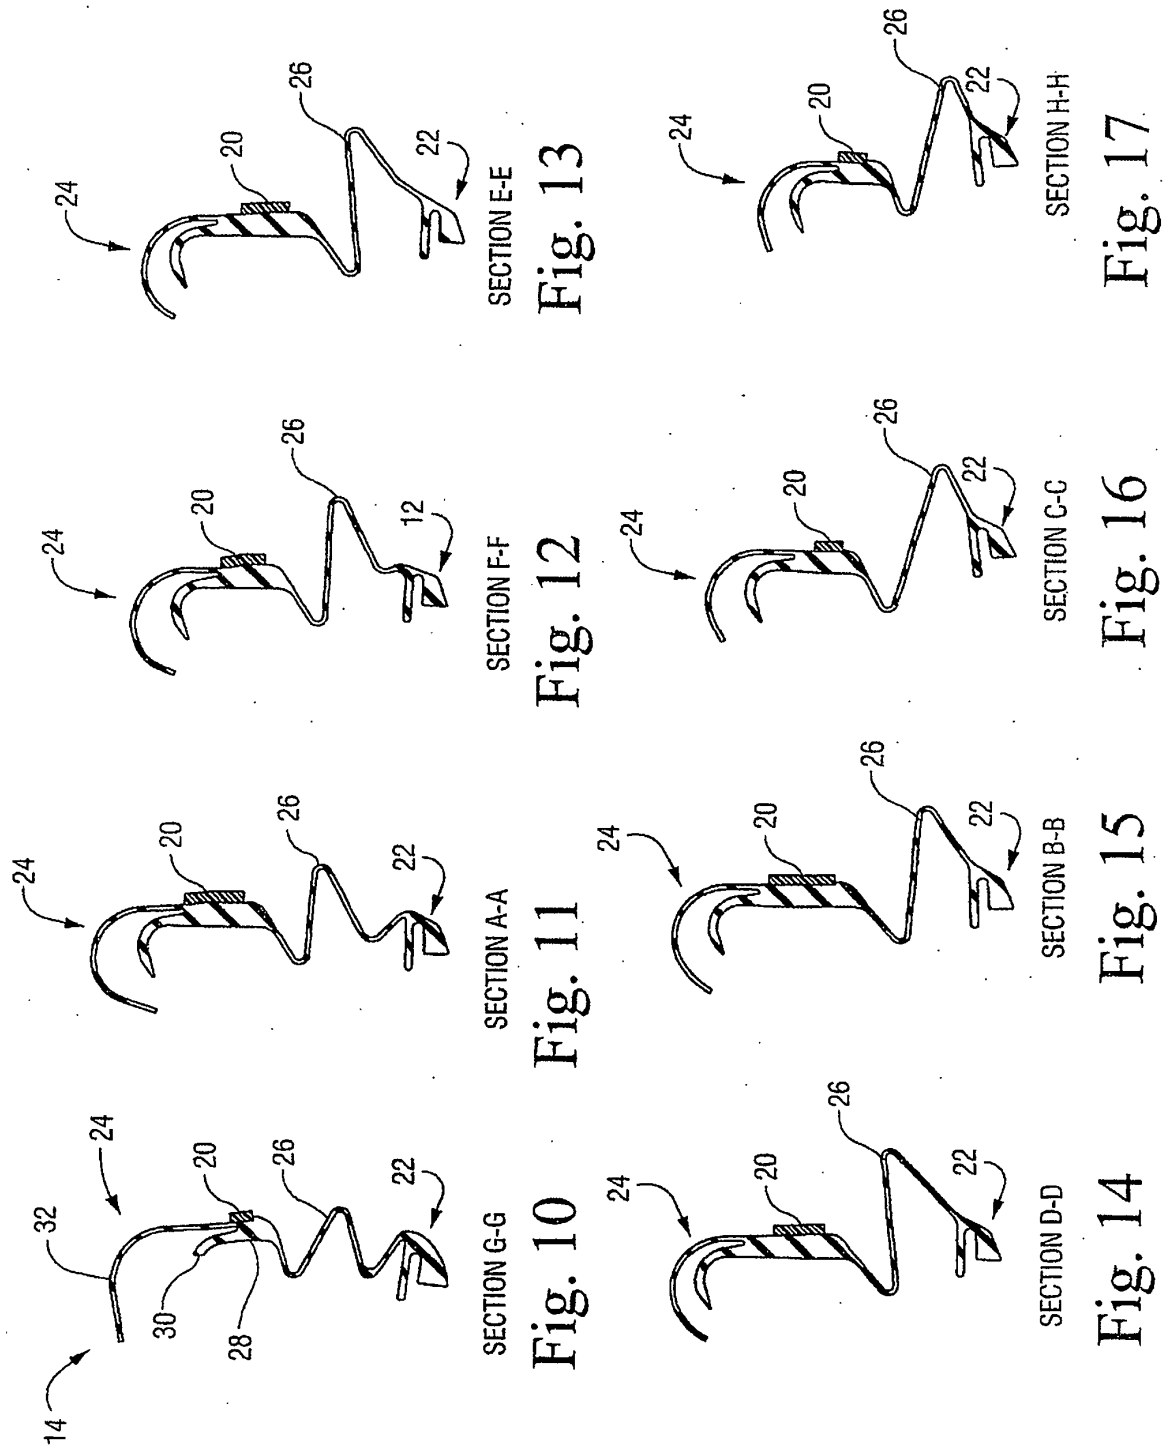 14
32
24
20
26
30
28
22
SECTION G-G
Fig. 10
24
20
26
22
SECTION A-A
Fig. 11
24
20
26
12
SECTION F-F
Fig. 12
24
20
26
22
SECTION E-E
Fig. 13
24
20
26
22
SECTION D-D
Fig. 14
24
20
26
22
SECTION B-B
Fig. 15
24
20
26
22
SECTION C-C
Fig. 16
24
20
26
22
SECTION H-H
Fig. 17